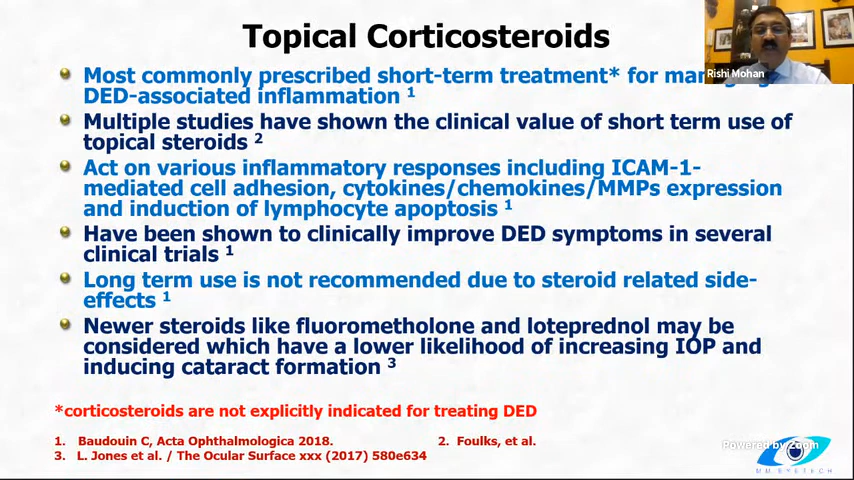 Topical Corticosteroids
Rishi Mohan
Most commonly prescribed short-term treatment* for
DED-associated inflammation 1
Multiple studies have shown the clinical value of short term use of
topical steroids 2
Act on various inflammatory responses including ICAM-1-
mediated cell adhesion, cytokines/chemokines/MMPs expression
and induction of lymphocyte apoptosis 1
Have been shown to clinically improve DED symptoms in several
clinical trials 1
Long term use is not recommended due to steroid related side-
effects 1
Newer steroids like fluorometholone and loteprednol may be
considered which have a lower likelihood of increasing IOP and
inducing cataract formation 3
*corticosteroids are not explicitly indicated for treating DED
1. Baudouin C, Acta Ophthalmologica 2018.
2. Foulks, et al.
3. L. Jones et al. / The Ocular Surface xxx (2017) 580e634
Powered by Zoom
MM EYETECH